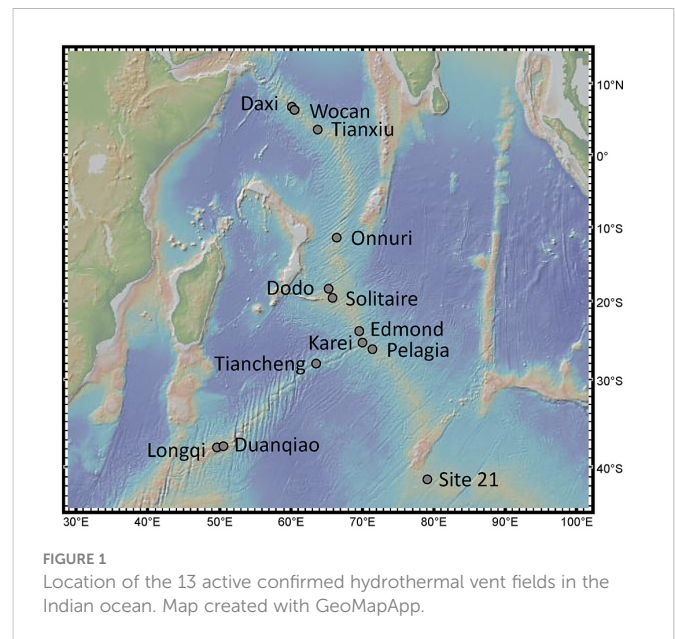 10°N
Daxi
Wocan
Tianxiu
0°
Onnuri
10°S
Dodo
Solitaire
20°S
Edmond
Karei
Pelagia
Tiancheng
30°S
Longqi
Duanqiao
40°S
Site 21
30°E 40°E 50°E 60°E 70°E 80°E 90°E 100°E
FIGURE 1
Location of the 13 active confirmed hydrothermal vent fields in the
Indian ocean. Map created with GeoMapApp.